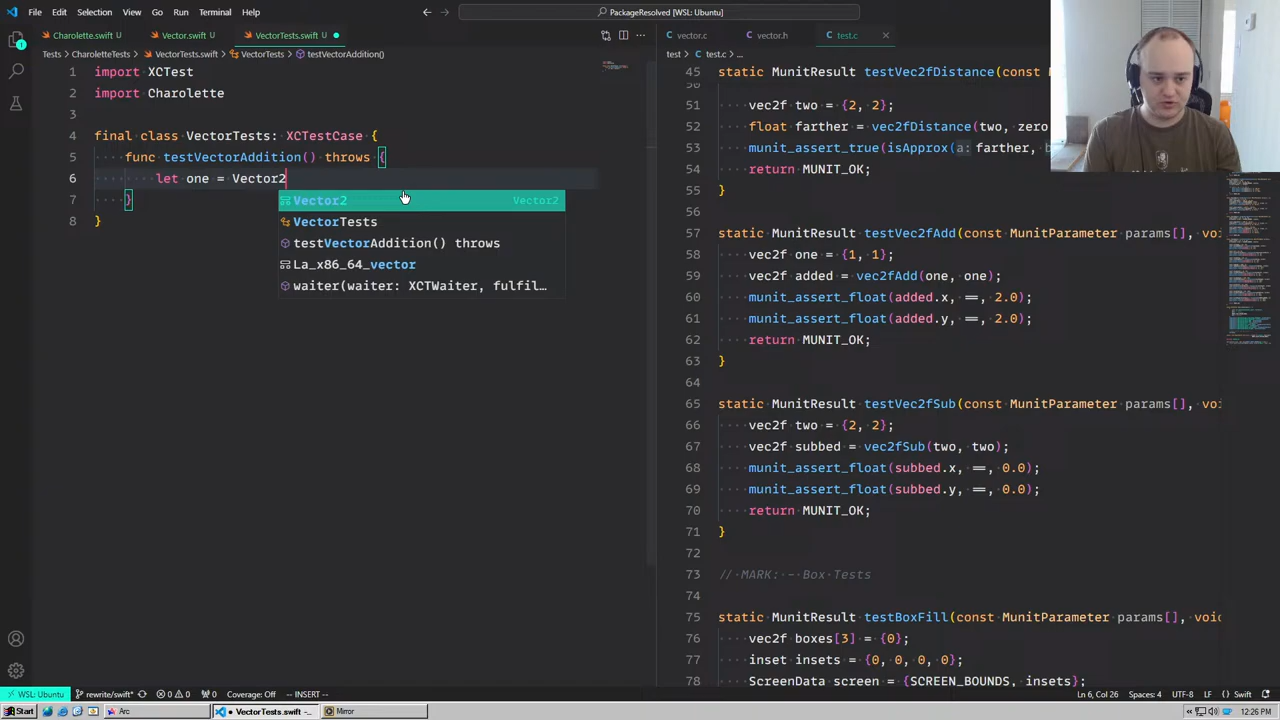 File Edit Selection View Go Run Terminal Help
PackageResolved [WSL: Ubuntu]
Charolette.swift Vector.swift VectorTests.swift
Tests > CharoletteTests > VectorTests.swift > VectorTests > testVectorAddition()
1 import XCTest
2 import Charolette
3
4 final class VectorTests: XCTestCase {
5 func testVectorAddition() throws {
6 let one = Vector2
7 }
8 }
Vector2 Vector2
VectorTests
testVectorAddition() throws
La_x86_64_vector
waiter(waiter: XCTWaiter, fulfil…
vector.c vector.h test.c
test > test.c > ...
45 static MunitResult testVec2fDistance(const M
50
51 vec2f two = {2, 2};
52 float farther = vec2fDistance(two, zero
53 munit_assert_true(isApprox(a: farther, b
54 return MUNIT_OK;
55 }
56
57 static MunitResult testVec2fAdd(const MunitParameter params[], voi
58 vec2f one = {1, 1};
59 vec2f added = vec2fAdd(one, one);
60 munit_assert_float(added.x, ==, 2.0);
61 munit_assert_float(added.y, ==, 2.0);
62 return MUNIT_OK;
63 }
64
65 static MunitResult testVec2fSub(const MunitParameter params[], voi
66 vec2f two = {2, 2};
67 vec2f subbed = vec2fSub(two, two);
68 munit_assert_float(subbed.x, ==, 0.0);
69 munit_assert_float(subbed.y, ==, 0.0);
70 return MUNIT_OK;
71 }
72
73 // MARK: - Box Tests
74
75 static MunitResult testBoxFill(const MunitParameter params[], void
76 vec2f boxes[3] = {0};
77 inset insets = {0, 0, 0, 0};
78 ScreenData screen = {SCREEN_BOUNDS, insets};
WSL: Ubuntu rewrite/swift* 0 0 0 Coverage: Off -- INSERT -- Ln 6, Col 26 Spaces: 4 UTF-8 LF {} Swift
Start Arc VectorTests.swift -... Mirror 12:26 PM